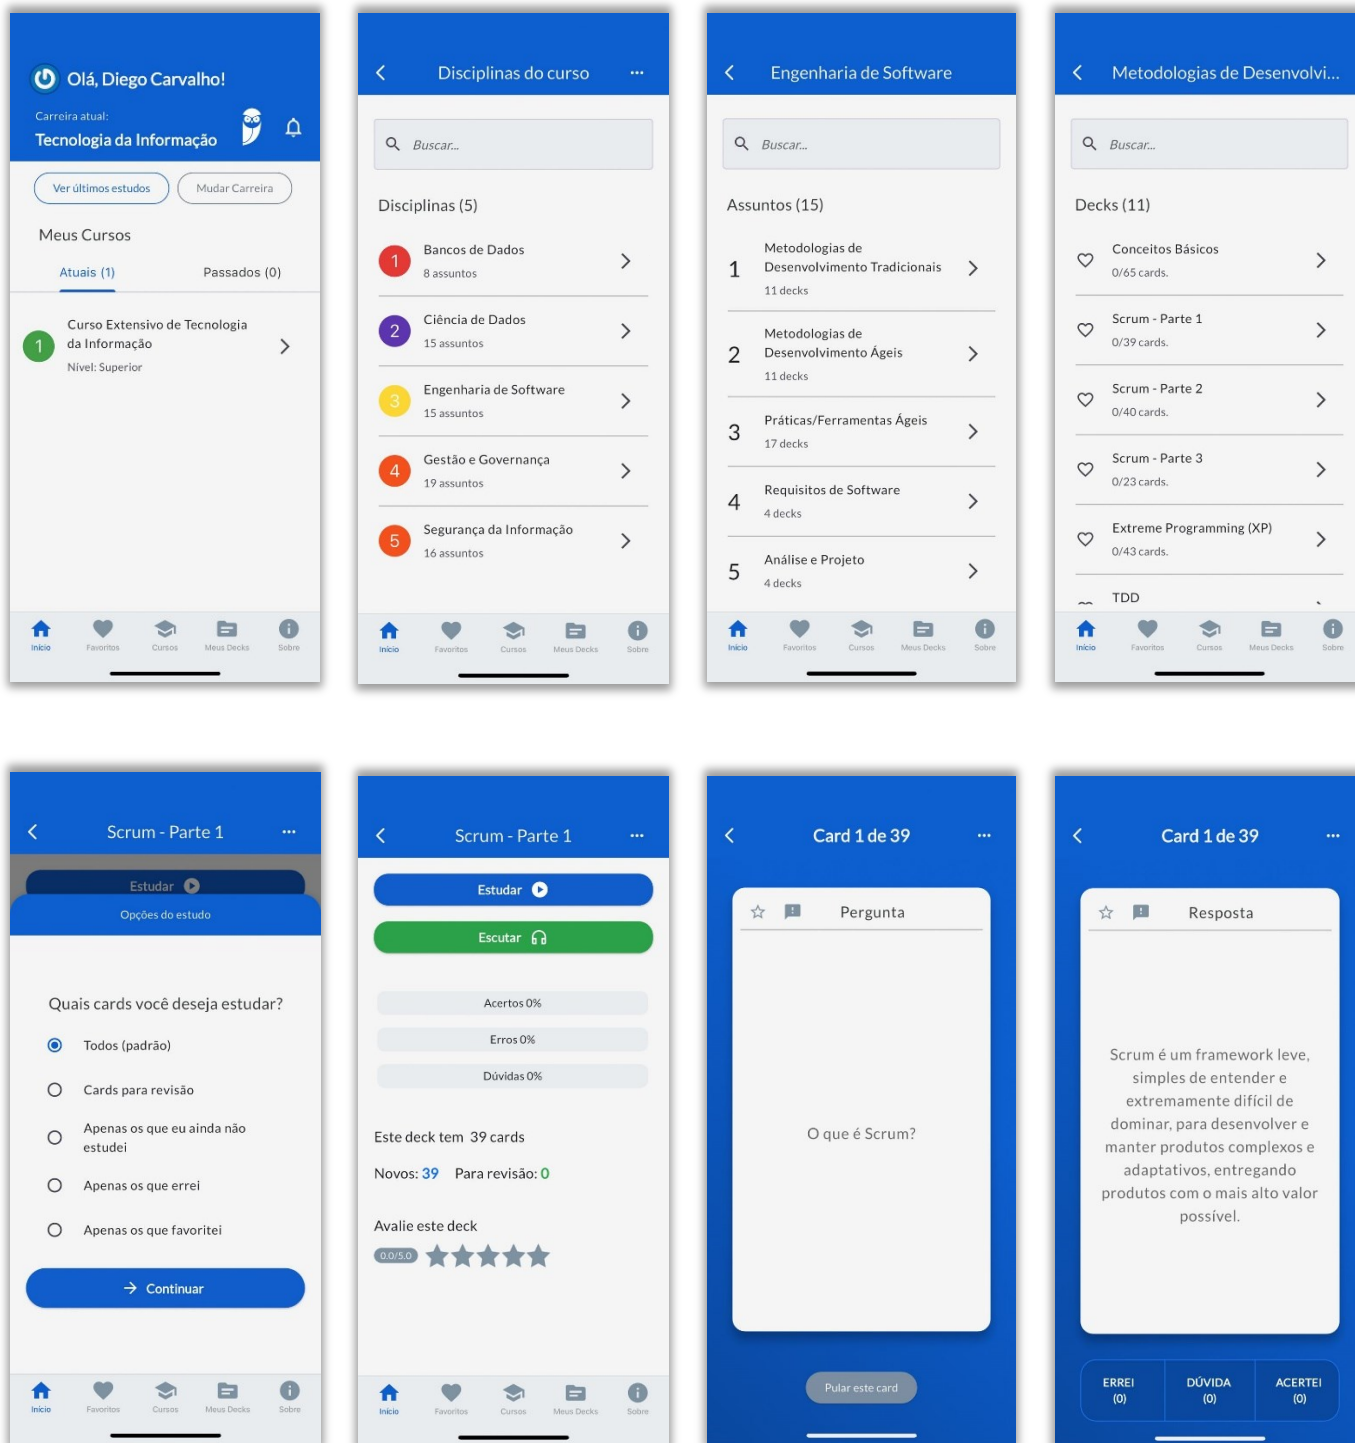 Olá, Diego Carvalho!
Carreira atual:
Tecnologia da Informação
Ver últimos estudos
Mudar Carreira
Meus Cursos
Atuais (1)
Passados (0)
1
Curso Extensivo de Tecnologia
da Informação
Nível: Superior
Início
Favoritos
Cursos
Meus Decks
Sobre
Disciplinas do curso
Buscar...
Disciplinas (5)
1
Bancos de Dados
8 assuntos
2
Ciência de Dados
15 assuntos
3
Engenharia de Software
15 assuntos
4
Gestão e Governança
19 assuntos
5
Segurança da Informação
16 assuntos
Início
Favoritos
Cursos
Meus Decks
Sobre
Engenharia de Software
Buscar...
Assuntos (15)
1
Metodologias de
Desenvolvimento Tradicionais
11 decks
2
Metodologias de
Desenvolvimento Ágeis
11 decks
3
Práticas/Ferramentas Ágeis
17 decks
4
Requisitos de Software
4 decks
5
Análise e Projeto
4 decks
Início
Favoritos
Cursos
Meus Decks
Sobre
Metodologias de Desenvolvi...
Buscar...
Decks (11)
Conceitos Básicos
0/65 cards.
Scrum - Parte 1
0/39 cards.
Scrum - Parte 2
0/40 cards.
Scrum - Parte 3
0/23 cards.
Extreme Programming (XP)
0/43 cards.
TDD
Início
Favoritos
Cursos
Meus Decks
Sobre
Scrum - Parte 1
Estudar
Opções do estudo
Quais cards você deseja estudar?
Todos (padrão)
Cards para revisão
Apenas os que eu ainda não
estudei
Apenas os que errei
Apenas os que favoritei
Continuar
Início
Favoritos
Cursos
Meus Decks
Sobre
Scrum - Parte 1
Estudar
Escutar
Acertos 0%
Erros 0%
Dúvidas 0%
Este deck tem 39 cards
Novos: 39 Para revisão: 0
Avalie este deck
0.0/5.0
Início
Favoritos
Cursos
Meus Decks
Sobre
Card 1 de 39
Pergunta
O que é Scrum?
Pular este card
Card 1 de 39
Resposta
Scrum é um framework leve,
simples de entender e
extremamente difícil de
dominar, para desenvolver e
manter produtos complexos e
adaptativos, entregando
produtos com o mais alto valor
possível.
ERREI
(0)
DÚVIDA
(0)
ACERTEI
(0)